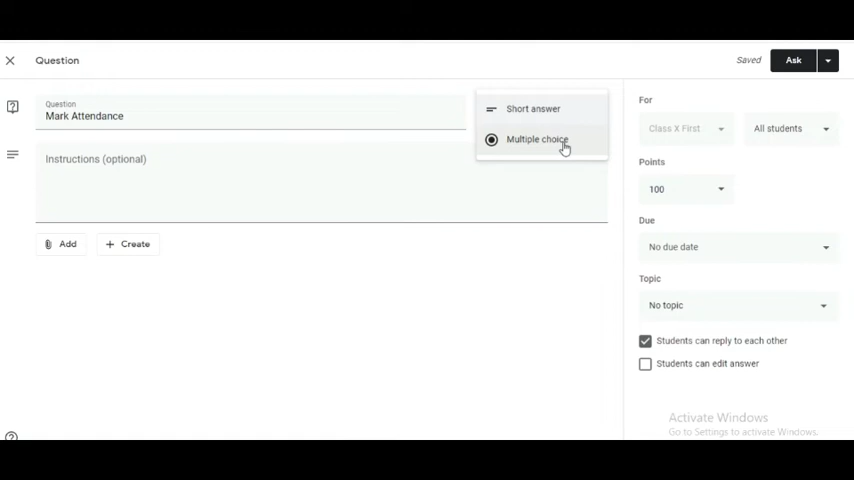 Question
Saved
Ask
Question
Mark Attendance
Short answer
Multiple choice
Instructions (optional)
Add
Create
For
Class X First
All students
Points
100
Due
No due date
Topic
No topic
Students can reply to each other
Students can edit answer
Activate Windows
Go to Settings to activate Windows.